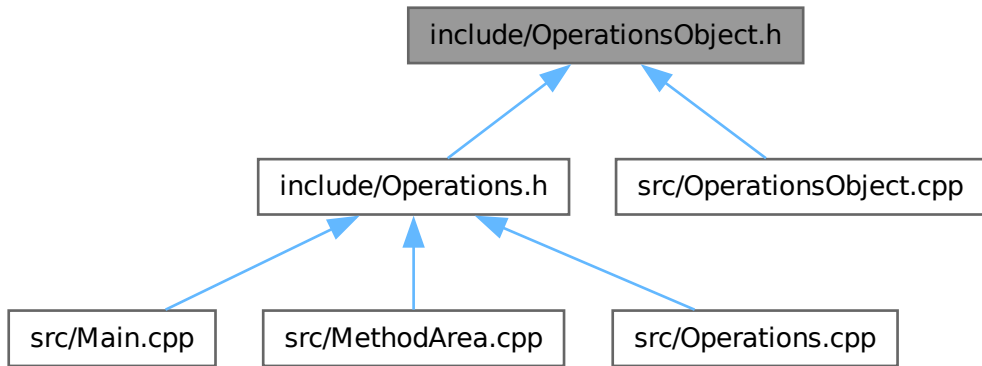 include/OperationsObject.h
include/Operations.h
src/OperationsObject.cpp
src/Main.cpp
src/MethodArea.cpp
src/Operations.cpp